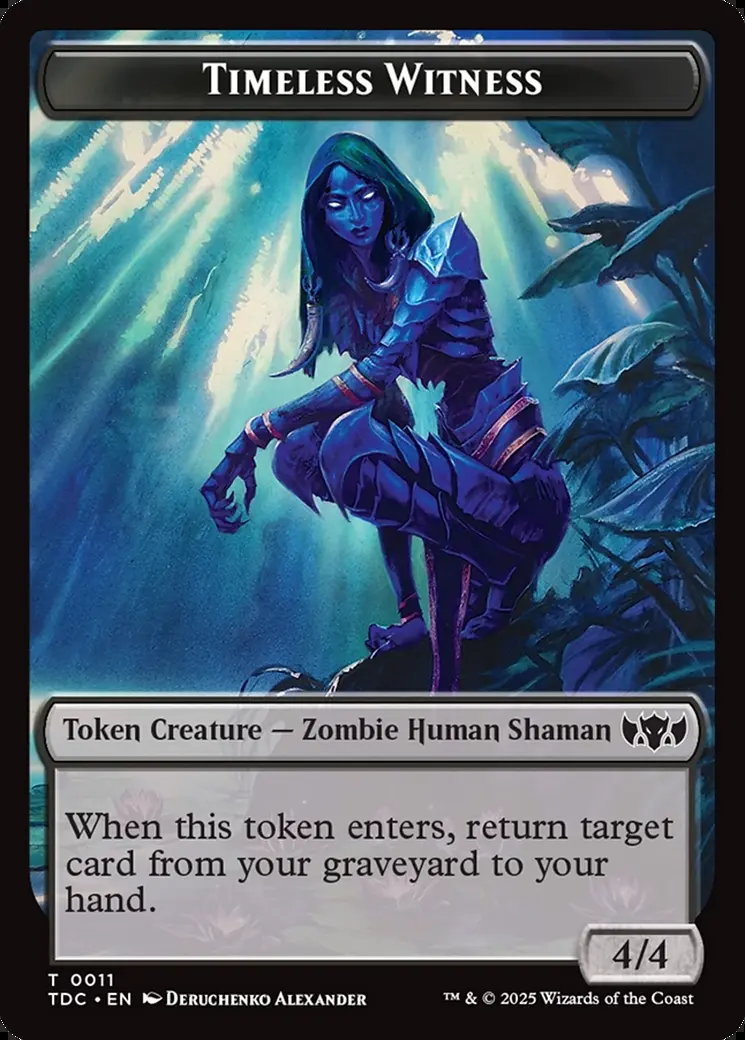 Timeless Witness
Token Creature — Zombie Human Shaman
When this token enters, return target
card from your graveyard to your
hand.
4/4
T 0011
TDC • EN Deruchenko Alexander
™ & © 2025 Wizards of the Coast